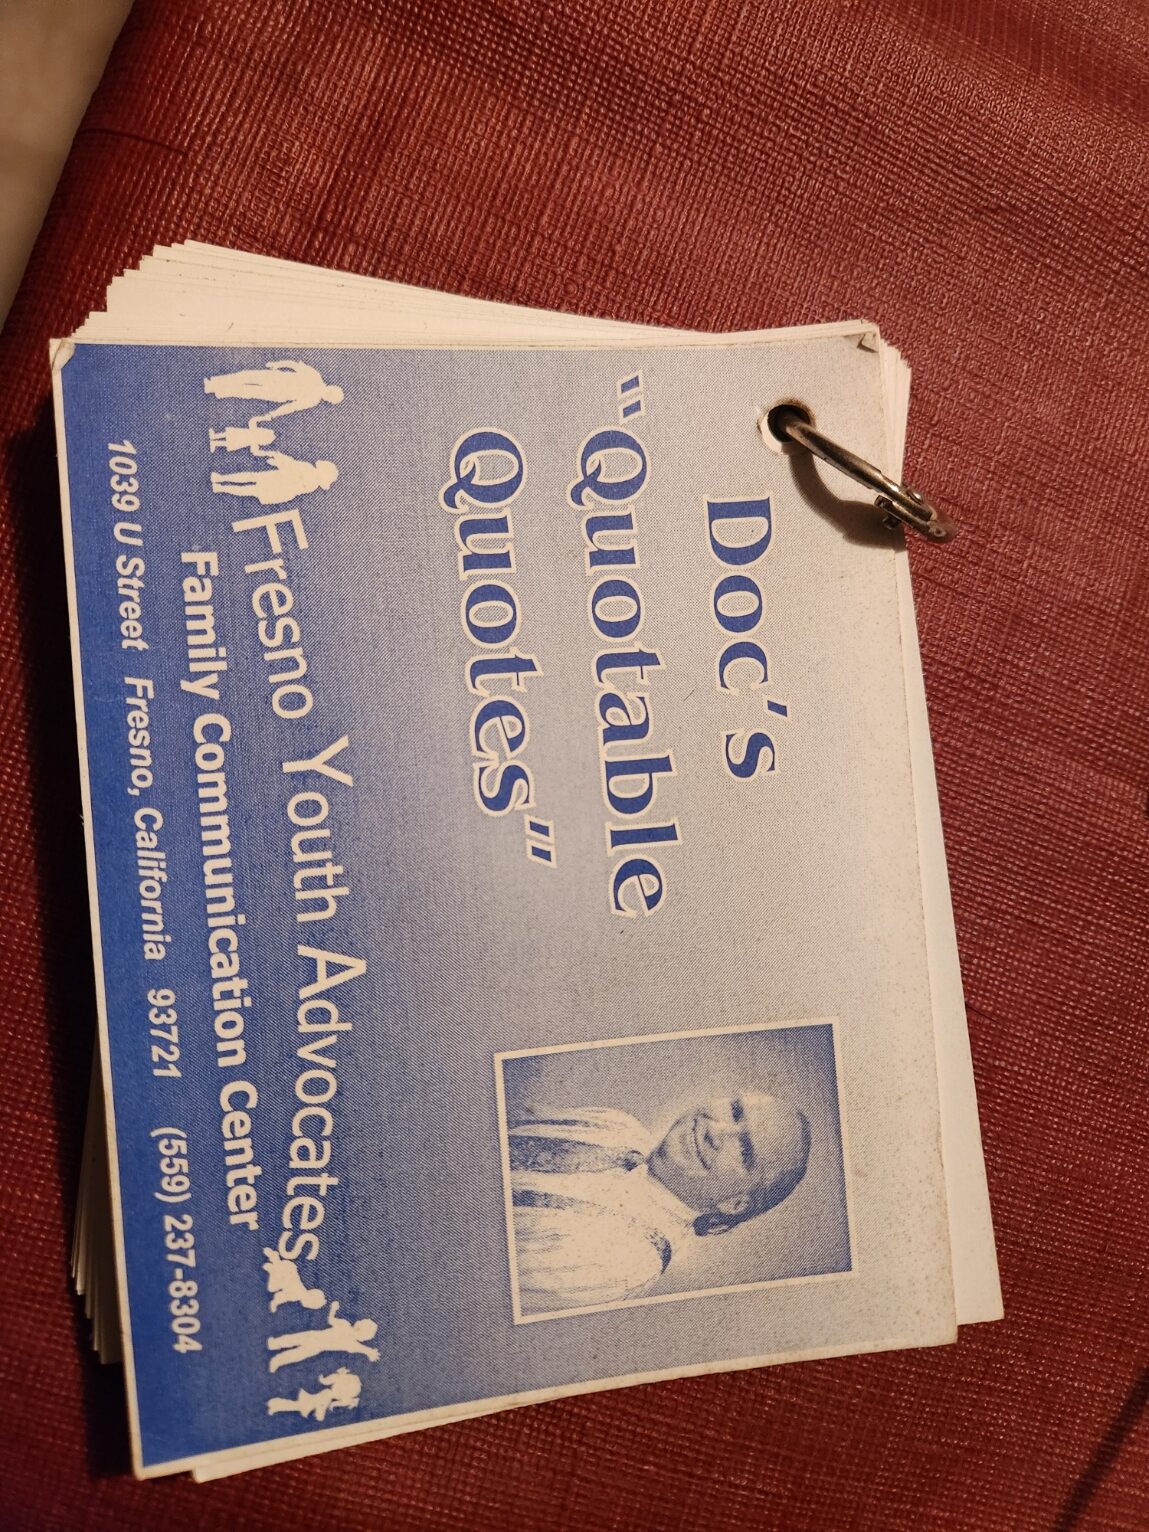 Doc's
"Quotable
Quotes"
Fresno Youth Advocates
Family Communication Center
1039 U Street Fresno, California 93721 (559) 237-8304